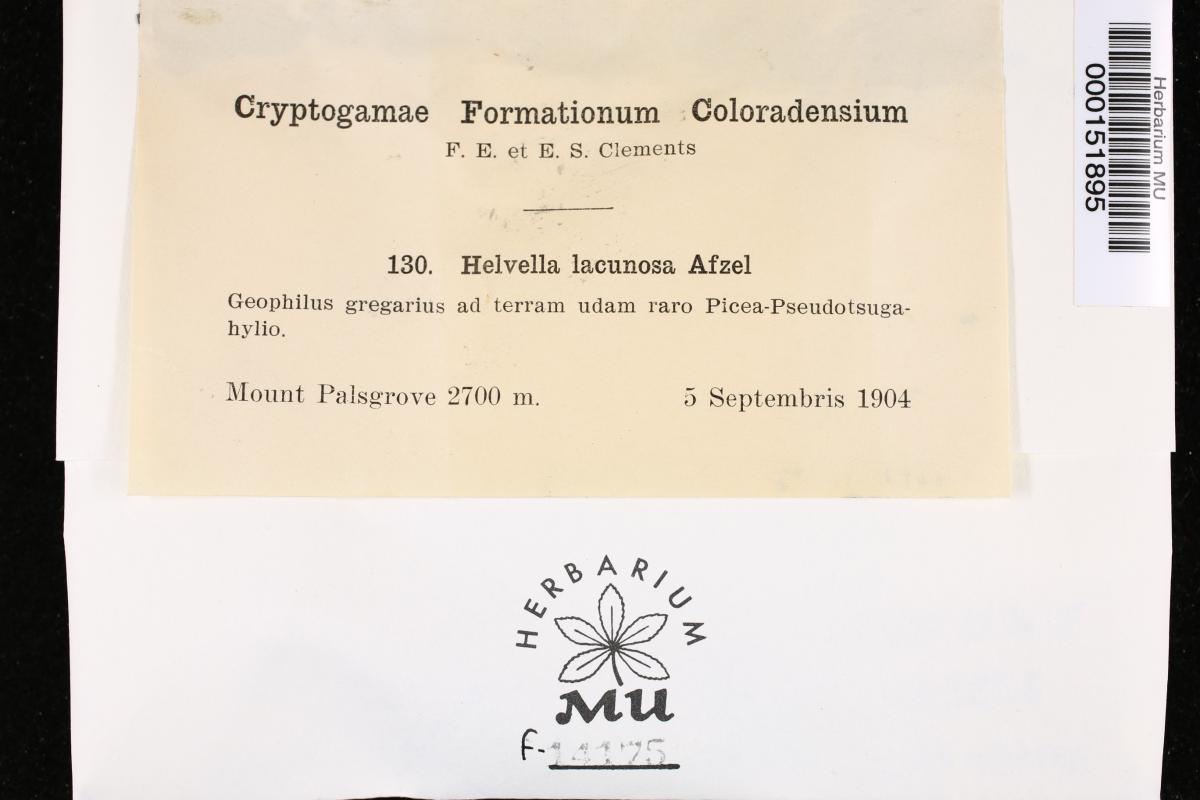 Cryptogamae Formationum Coloradensium
F. E. et E. S. Clements
130. Helvella lacunosa Afzel
Geophilus gregarius ad terram udam raro Picea-Pseudotsuga-
hylio.
Mount Palsgrove 2700 m. 5 Septembris 1904
Herbarium MU
000151895
HERBARIUM
MU
F-14175